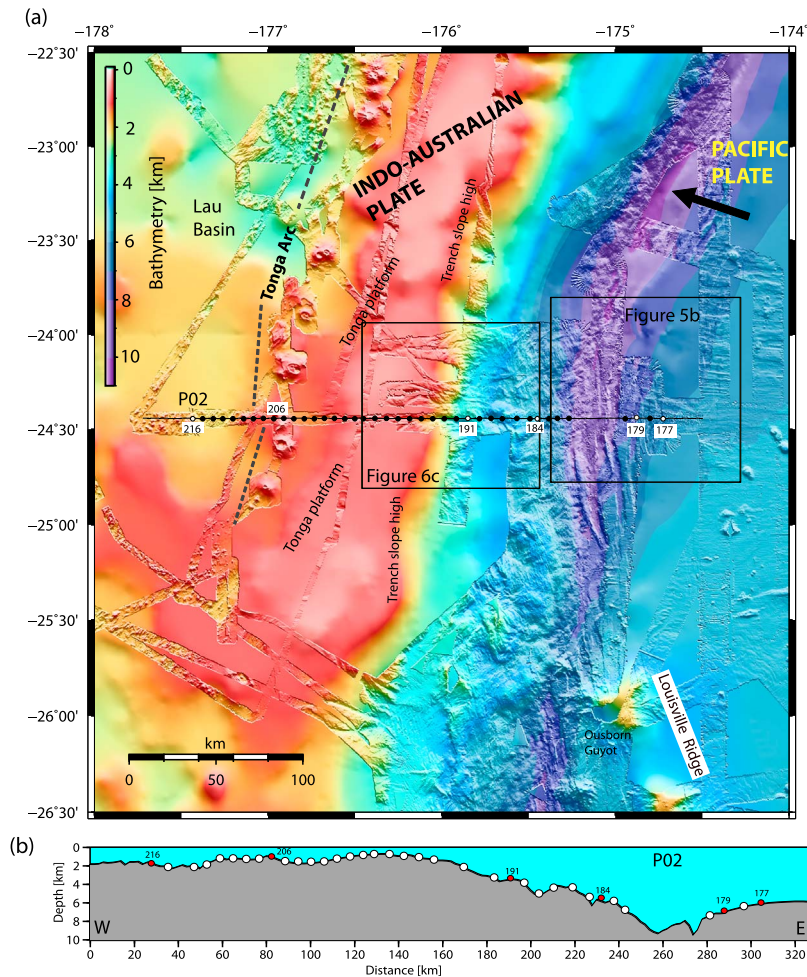 (a)
−178°
−177°
−176°
−175°
−174°
−22°30'
−23°00'
−23°30'
−24°00'
−24°30'
−25°00'
−25°30'
−26°00'
−26°30'
0
2
4
6
8
10
Bathymetry [km]
Lau
Basin
Tonga Arc
INDO-AUSTRALIAN
PLATE
PACIFIC
PLATE
Trench slope high
Tonga platform
Figure 5b
P02
206
216
191
184
179
177
Figure 6c
Tonga platform
Trench slope high
km
0
50
100
Ousborn
Guyot
Louisville Ridge
(b)
Depth [km]
0
2
4
6
8
10
216
206
191
184
179
177
P02
W
E
0 20 40 60 80 100 120 140 160 180 200 220 240 260 280 300 320
Distance [km]